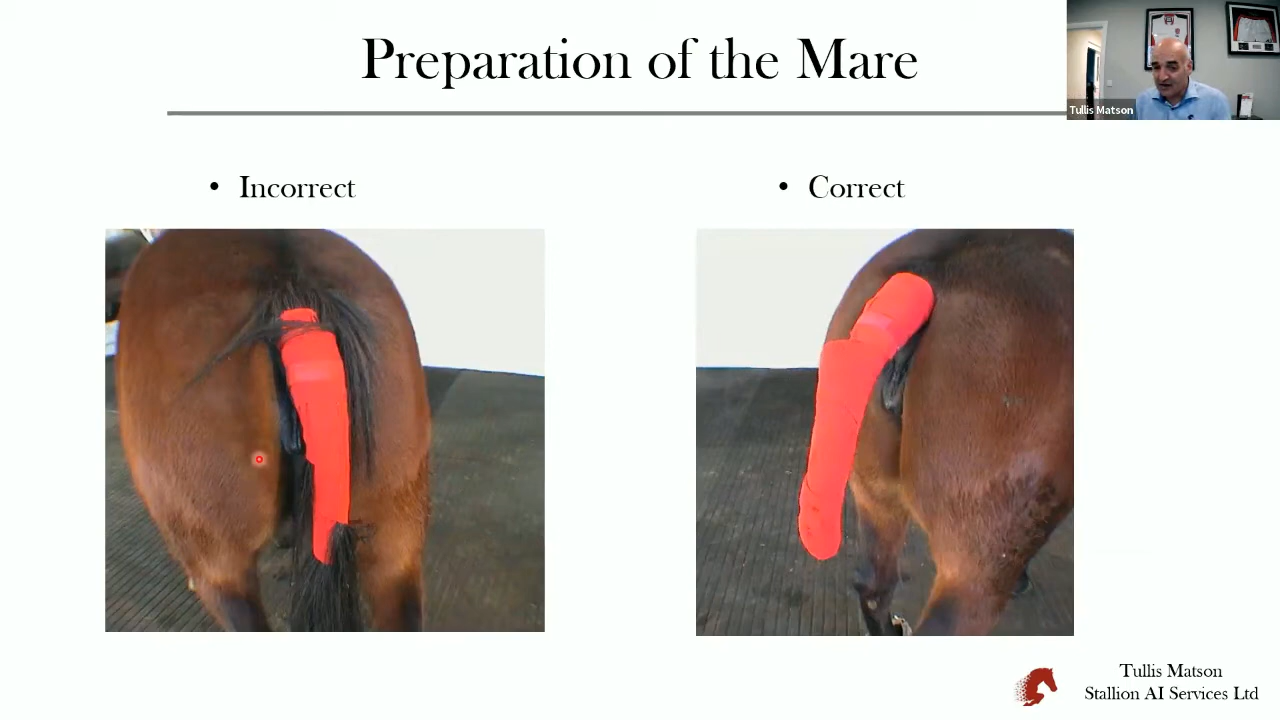 Preparation of the Mare
Tullis Matson
• Incorrect
• Correct
Tullis Matson
Stallion AI Services Ltd